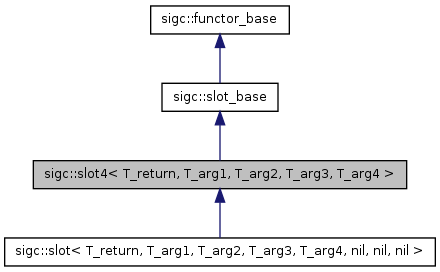 sigc::functor_base
sigc::slot_base
sigc::slot4< T_return, T_arg1, T_arg2, T_arg3, T_arg4 >
sigc::slot< T_return, T_arg1, T_arg2, T_arg3, T_arg4, nil, nil, nil >